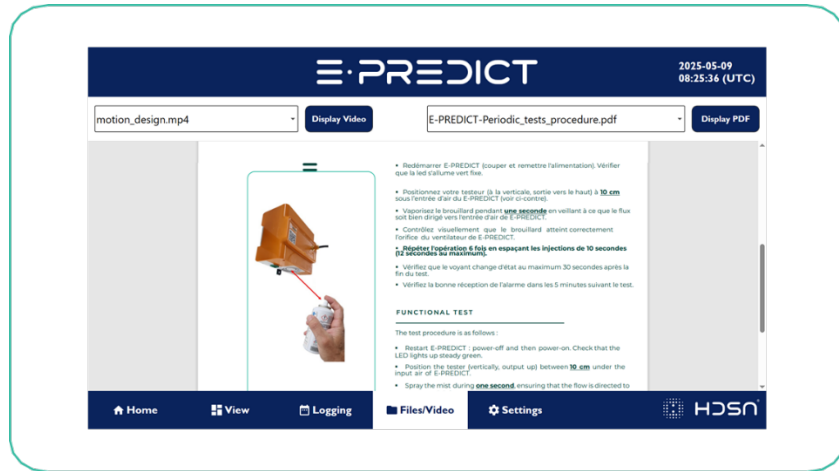 E·PREDICT
2025-05-09
08:25:36 (UTC)
motion_design.mp4
Display Video
E-PREDICT-Periodic_tests_procedure.pdf
Display PDF
• Redémarrer E-PREDICT (couper et remettre l'alimentation). Vérifier
que la led s'allume vert fixe.
• Positionnez votre testeur (à la verticale, sortie vers le haut) à 10 cm
sous l'entrée d'air du E-PREDICT (voir ci-contre).
• Vaporisez le brouillard pendant une seconde en veillant à ce que le flux
soit bien dirigé vers l'entrée d'air de E-PREDICT.
• Contrôlez visuellement que le brouillard atteint correctement
l'orifice du ventilateur de E-PREDICT.
• Répéter l'opération 6 fois en espaçant les injections de 10 secondes
(12 secondes au maximum).
• Vérifiez que le voyant change d'état au maximum 30 secondes après la
fin du test.
• Vérifiez la bonne réception de l'alarme dans les 5 minutes suivant le test.
FUNCTIONAL TEST
The test procedure is as follows :
• Restart E-PREDICT : power-off and then power-on. Check that the
LED lights up steady green.
• Position the tester (vertically, output up) between 10 cm under the
input air of E-PREDICT.
• Spray the mist during one second, ensuring that the flow is directed to
Home
View
Logging
Files/Video
Settings
HDSN